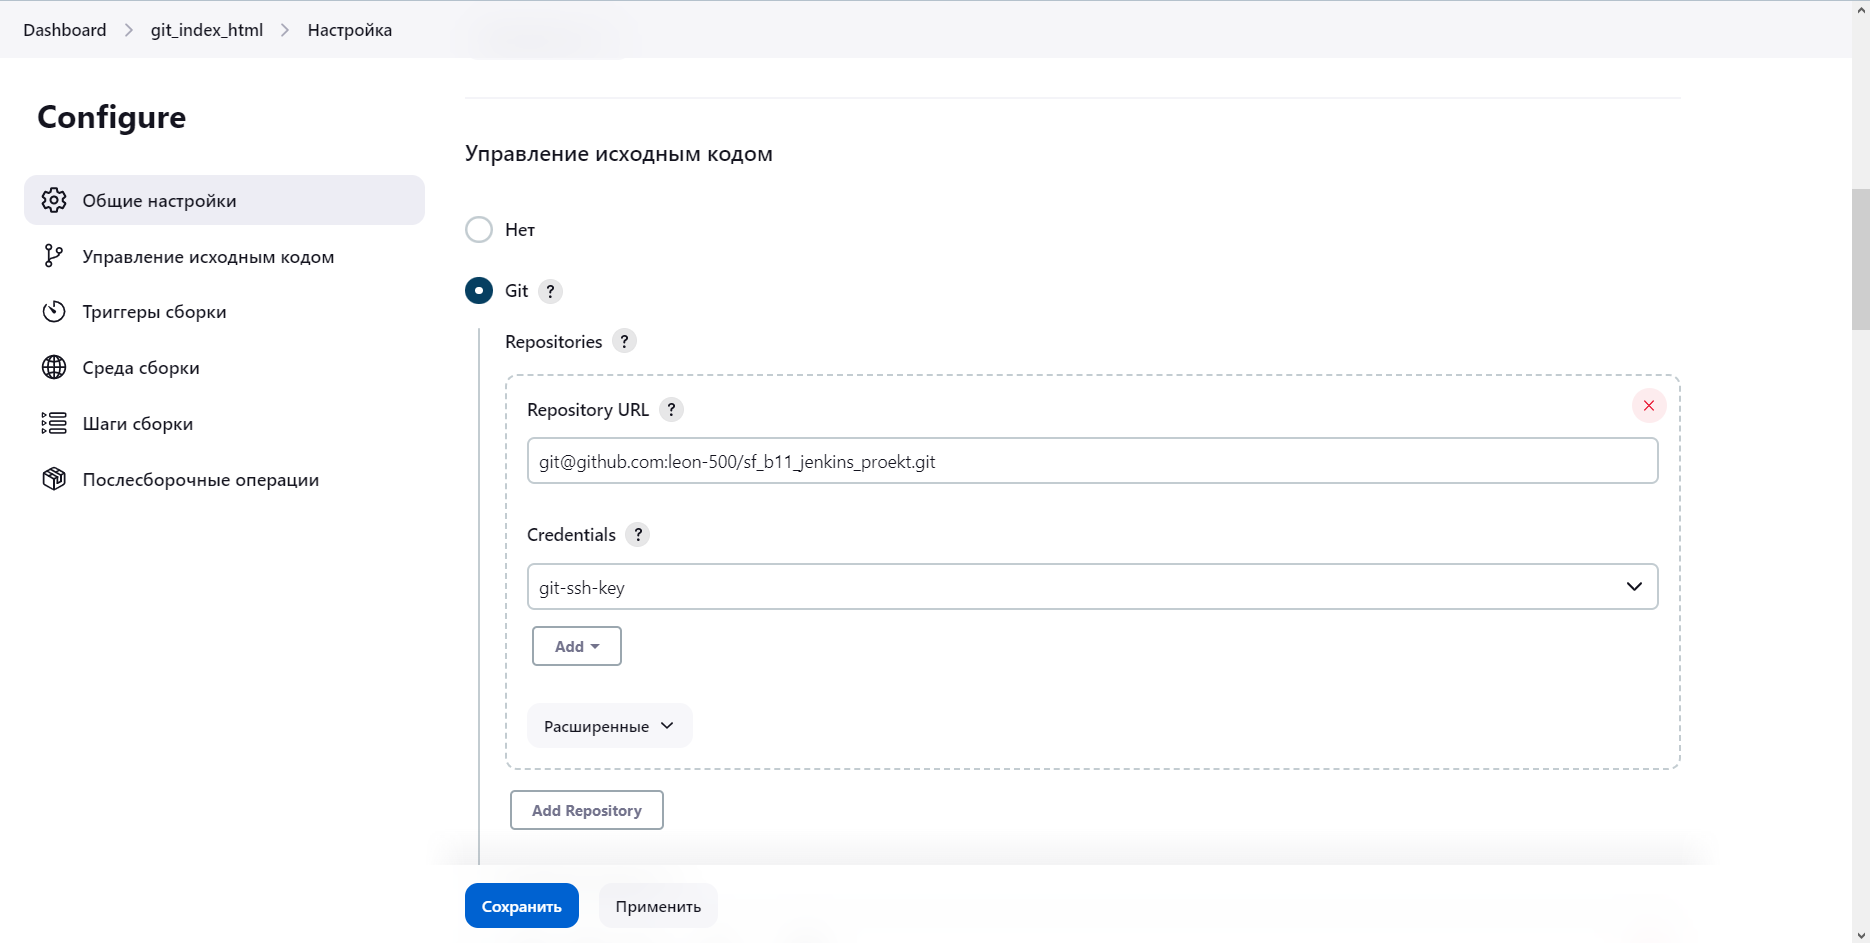 Dashboard > git_index_html > Настройка
Configure
Общие настройки
Управление исходным кодом
Триггеры сборки
Среда сборки
Шаги сборки
Послесборочные операции
Управление исходным кодом
Нет
Git ?
Repositories ?
Repository URL ?
git@github.com:leon-500/sf_b11_jenkins_proekt.git
Credentials ?
git-ssh-key
Add
Расширенные
Add Repository
Сохранить
Применить